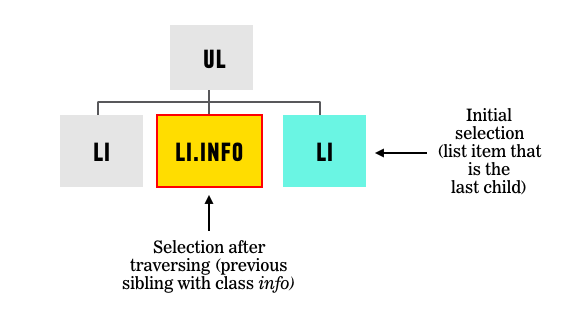 UL
LI
LI.INFO
LI
Initial
selection
(list item that
is the
last child)
Selection after
traversing (previous
sibling with class info)